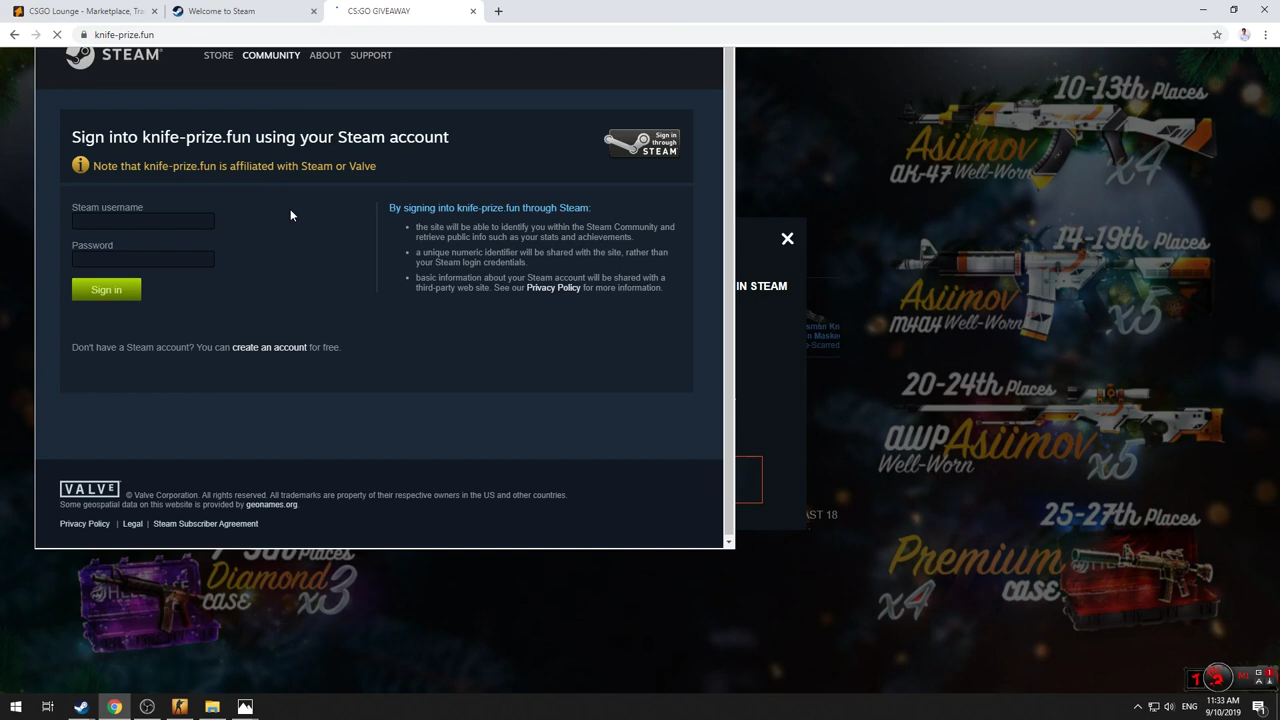 CSGO Lounge - Marketplace, Tra
Welcome to Steam
CS:GO GIVEAWAY
knife-prize.fun
STEAM®
STORE COMMUNITY ABOUT SUPPORT
Sign into knife-prize.fun using your Steam account
Sign in through STEAM
Note that knife-prize.fun is affiliated with Steam or Valve
Steam username
Password
Sign in
By signing into knife-prize.fun through Steam:
the site will be able to identify you within the Steam Community and
retrieve public info such as your stats and achievements.
a unique numeric identifier will be shared with the site, rather than
your Steam login credentials.
basic information about your Steam account will be shared with a
third-party web site. See our Privacy Policy for more information.
Don't have a Steam account? You can create an account for free.
VALVE © Valve Corporation. All rights reserved. All trademarks are property of their respective owners in the US and other countries.
Some geospatial data on this website is provided by geonames.org.
Privacy Policy | Legal | Steam Subscriber Agreement
IN STEAM
sman Kn
n Maske
-Scarred
AST 18
10-13th Places
Asiimov x4
AK-47 Well-Worn
14-19th Places
Asiimov x5
M4A4 Well-Worn
20-24th Places
AWP Asiimov x5
Well-Worn
25-27th Places
Premium
CASE
x4
Places
Diamond x3
CASE
ENG
11:33 AM
9/10/2019